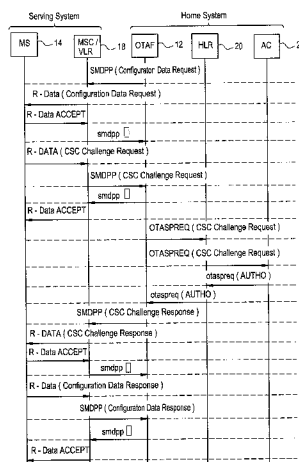 Serving System
Home System
MS
14
MSC /
VLR
18
OTAF
12
HLR
20
AC
2
SMDPP ( Configurator Data Request )
R - Data ( Configuration Data Request )
R - Data ACCEPT
smdpp []
R - DATA ( CSC Challenge Request )
SMDPP ( CSC Challenge Request )
smdpp []
R - Data ACCEPT
OTASPREQ ( CSC Challenge Request )
OTASPREQ ( CSC Challenge Request )
otaspreq ( AUTHO )
otaspreq ( AUTHO )
SMDPP ( CSC Challenge Response )
R - DATA ( CSC Challenge Response )
R - Data ACCEPT
smdpp []
R - Data ( Configuration Data Response )
SMDPP ( Configuraton Data Response )
smdpp []
R - Data ACCEPT